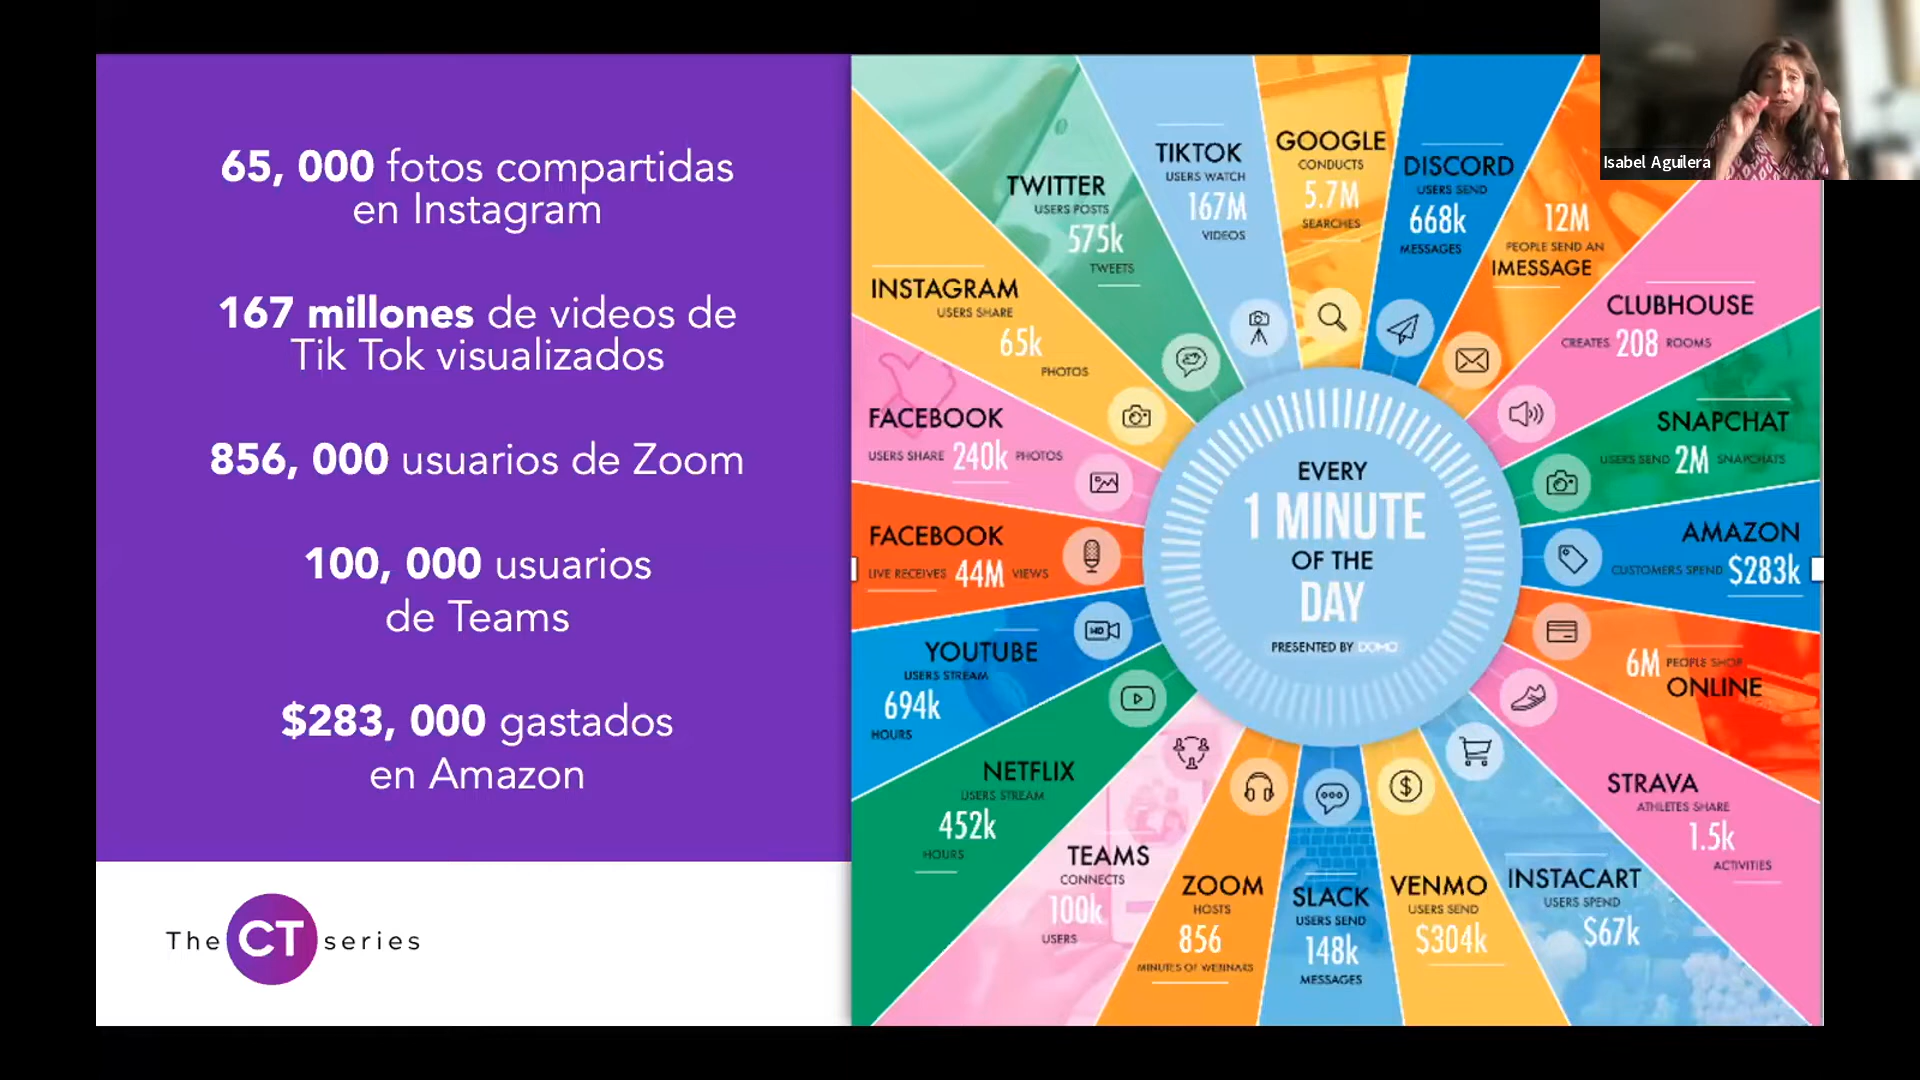 65, 000 fotos compartidas
en Instagram
167 millones de videos de
Tik Tok visualizados
856, 000 usuarios de Zoom
100, 000 usuarios
de Teams
$283, 000 gastados
en Amazon
The CT series
EVERY
1 MINUTE
OF THE
DAY
PRESENTED BY DOMO
GOOGLE
CONDUCTS
5.7M
SEARCHES
DISCORD
USERS SEND
668k
MESSAGES
12M
PEOPLE SEND AN
IMESSAGE
CLUBHOUSE
CREATES 208 ROOMS
SNAPCHAT
USERS SEND 2M SNAPCHATS
AMAZON
CUSTOMERS SPEND $283k
6M PEOPLE SHOP
ONLINE
STRAVA
ATHLETES SHARE
1.5k
ACTIVITIES
INSTACART
USERS SPEND
$67k
VENMO
USERS SEND
$304k
SLACK
USERS SEND
148k
MESSAGES
ZOOM
HOSTS
856
MINUTES OF WEBINARS
TEAMS
CONNECTS
100k
USERS
NETFLIX
USERS STREAM
452k
HOURS
YOUTUBE
USERS STREAM
694k
HOURS
HD
FACEBOOK
LIVE RECEIVES 44M VIEWS
FACEBOOK
USERS SHARE 240k PHOTOS
INSTAGRAM
USERS SHARE
65k
PHOTOS
TWITTER
USERS POSTS
575k
TWEETS
TIKTOK
USERS WATCH
167M
VIDEOS
Isabel Aguilera